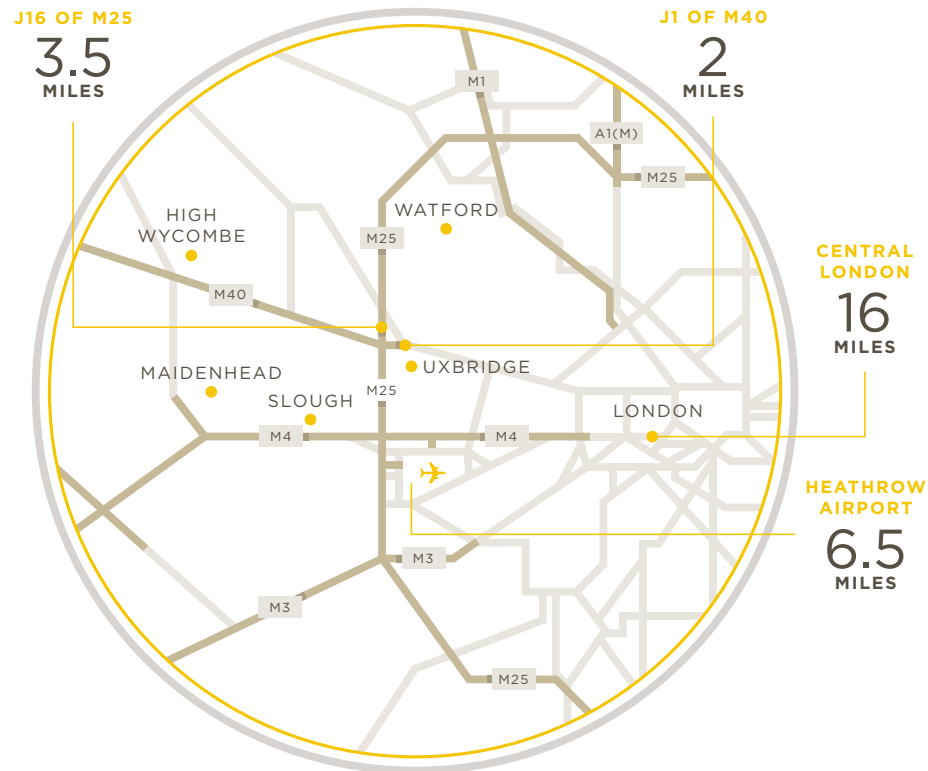 J16 OF M25
3.5
MILES
J1 OF M40
2
MILES
M1
A1(M)
M25
WATFORD
HIGH
WYCOMBE
M25
CENTRAL
LONDON
16
MILES
M40
UXBRIDGE
MAIDENHEAD
M25
SLOUGH
LONDON
M4
M4
HEATHROW
AIRPORT
6.5
MILES
M3
M3
M25